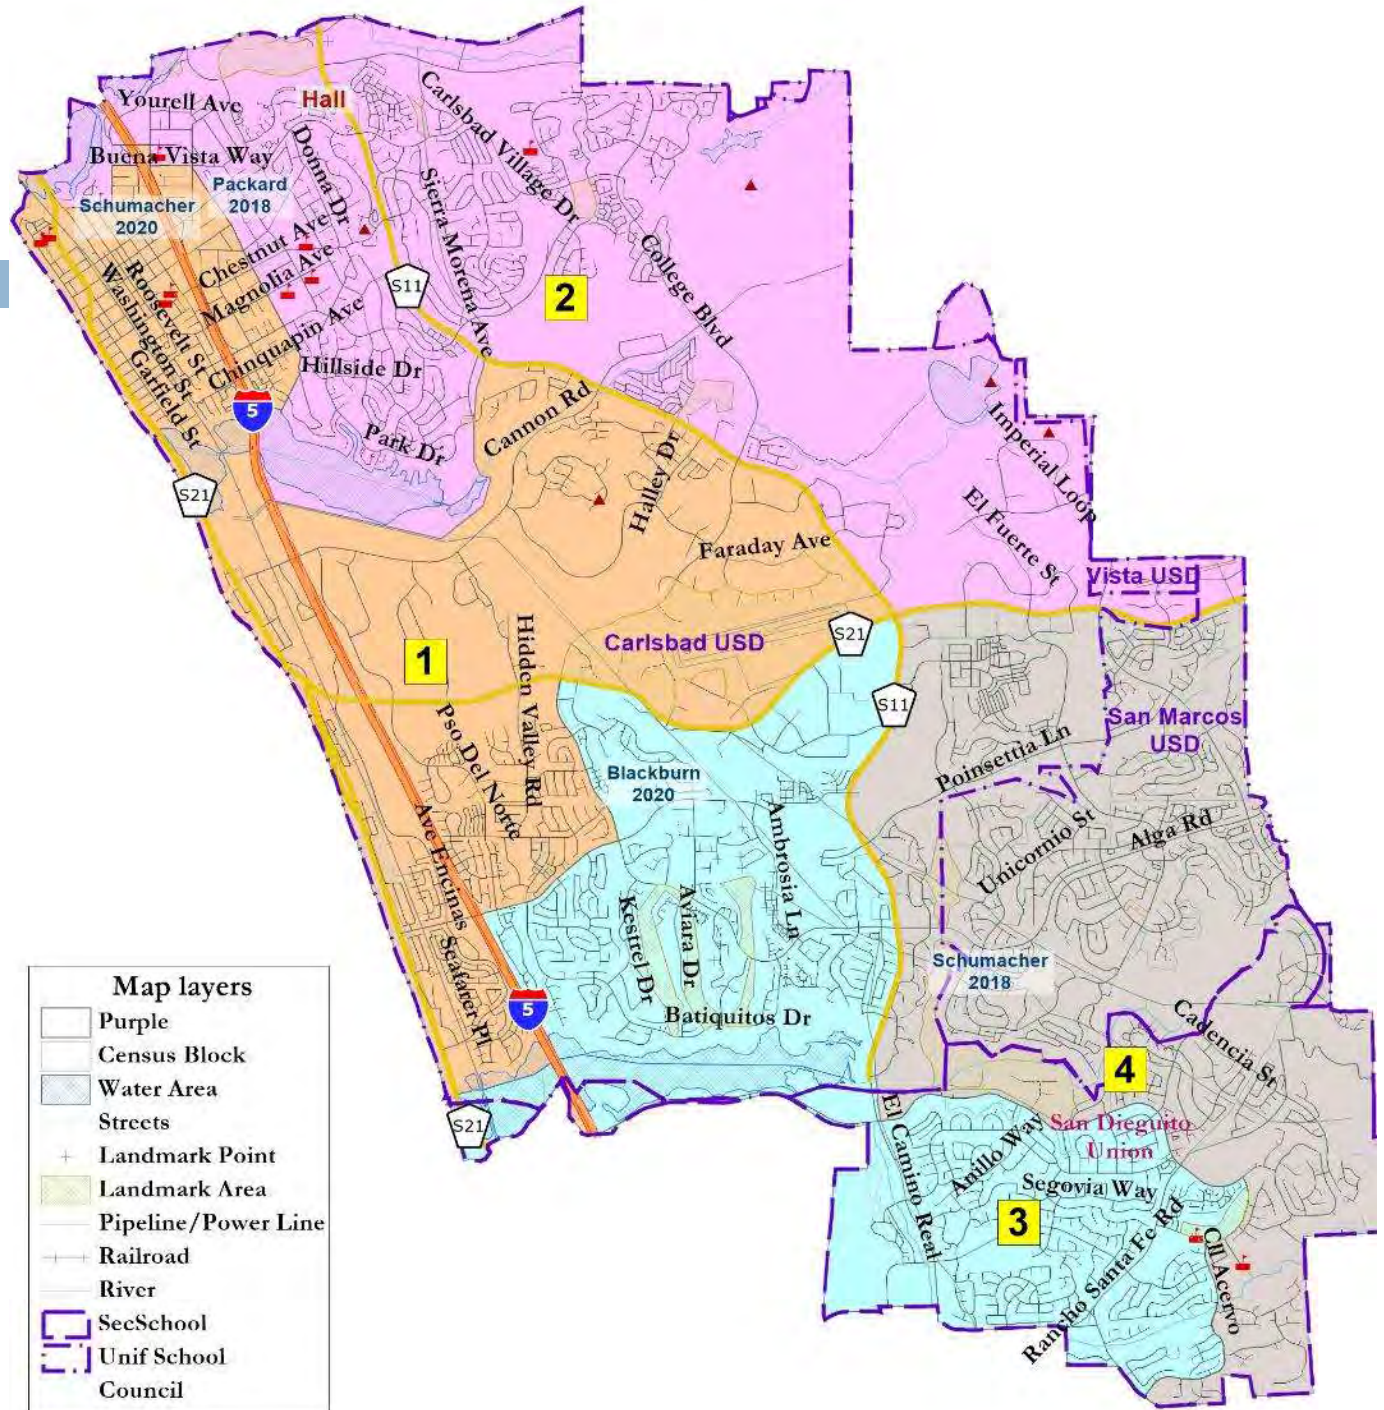 Yourell Ave
Hall
Carlsbad Village Dr
Buena Vista Way
Donna Dr
Packard
2018
Schumacher
2020
Sierra Morena Ave
Chestnut Ave
Magnolia Ave
College Blvd
Roosevelt St
Washington St
Garfield St
S11
2
Chinquapin Ave
Hillside Dr
5
Cannon Rd
Park Dr
Imperial Loop
Halley Dr
S21
El Fuerte St
Faraday Ave
Vista USD
Hidden Valley Rd
Carlsbad USD
S21
1
S11
Pso Del Norte
San Marcos
USD
Poinsettia Ln
Blackburn
2020
Ave Encinas
Ambrosia Ln
Unicornio St
Alga Rd
Kestrel Dr
Aviara Dr
Seafarer Pl
Schumacher
2018
5
Batiquitos Dr
Cadencia St
4
S21
El Camino Real
Anillo Way
San Dieguito
Union
Segovia Way
3
Rancho Santa Fe Rd
Cll Acervo
Map layers
Purple
Census Block
Water Area
Streets
Landmark Point
Landmark Area
Pipeline/Power Line
Railroad
River
SecSchool
Unif School
Council